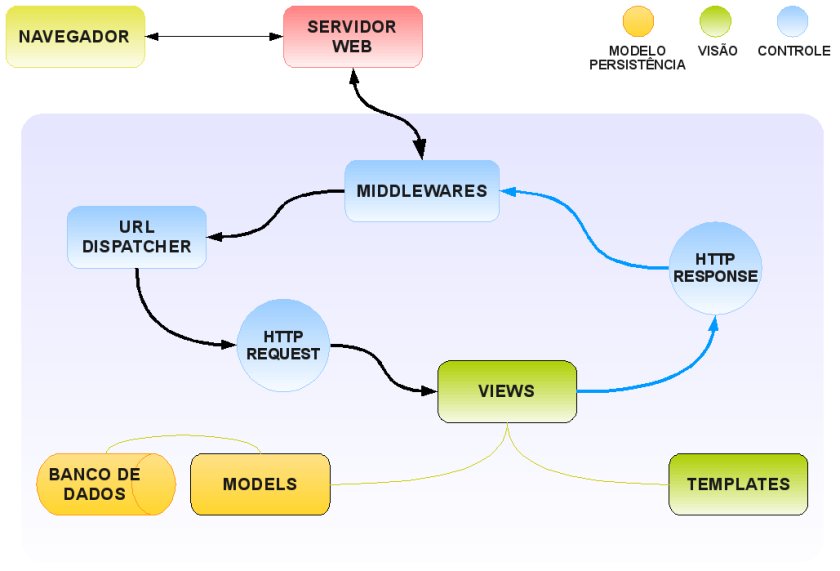 NAVEGADOR
SERVIDOR
WEB
MODELO
PERSISTÊNCIA
VISÃO
CONTROLE
MIDDLEWARES
URL
DISPATCHER
HTTP
RESPONSE
HTTP
REQUEST
VIEWS
BANCO DE
DADOS
MODELS
TEMPLATES